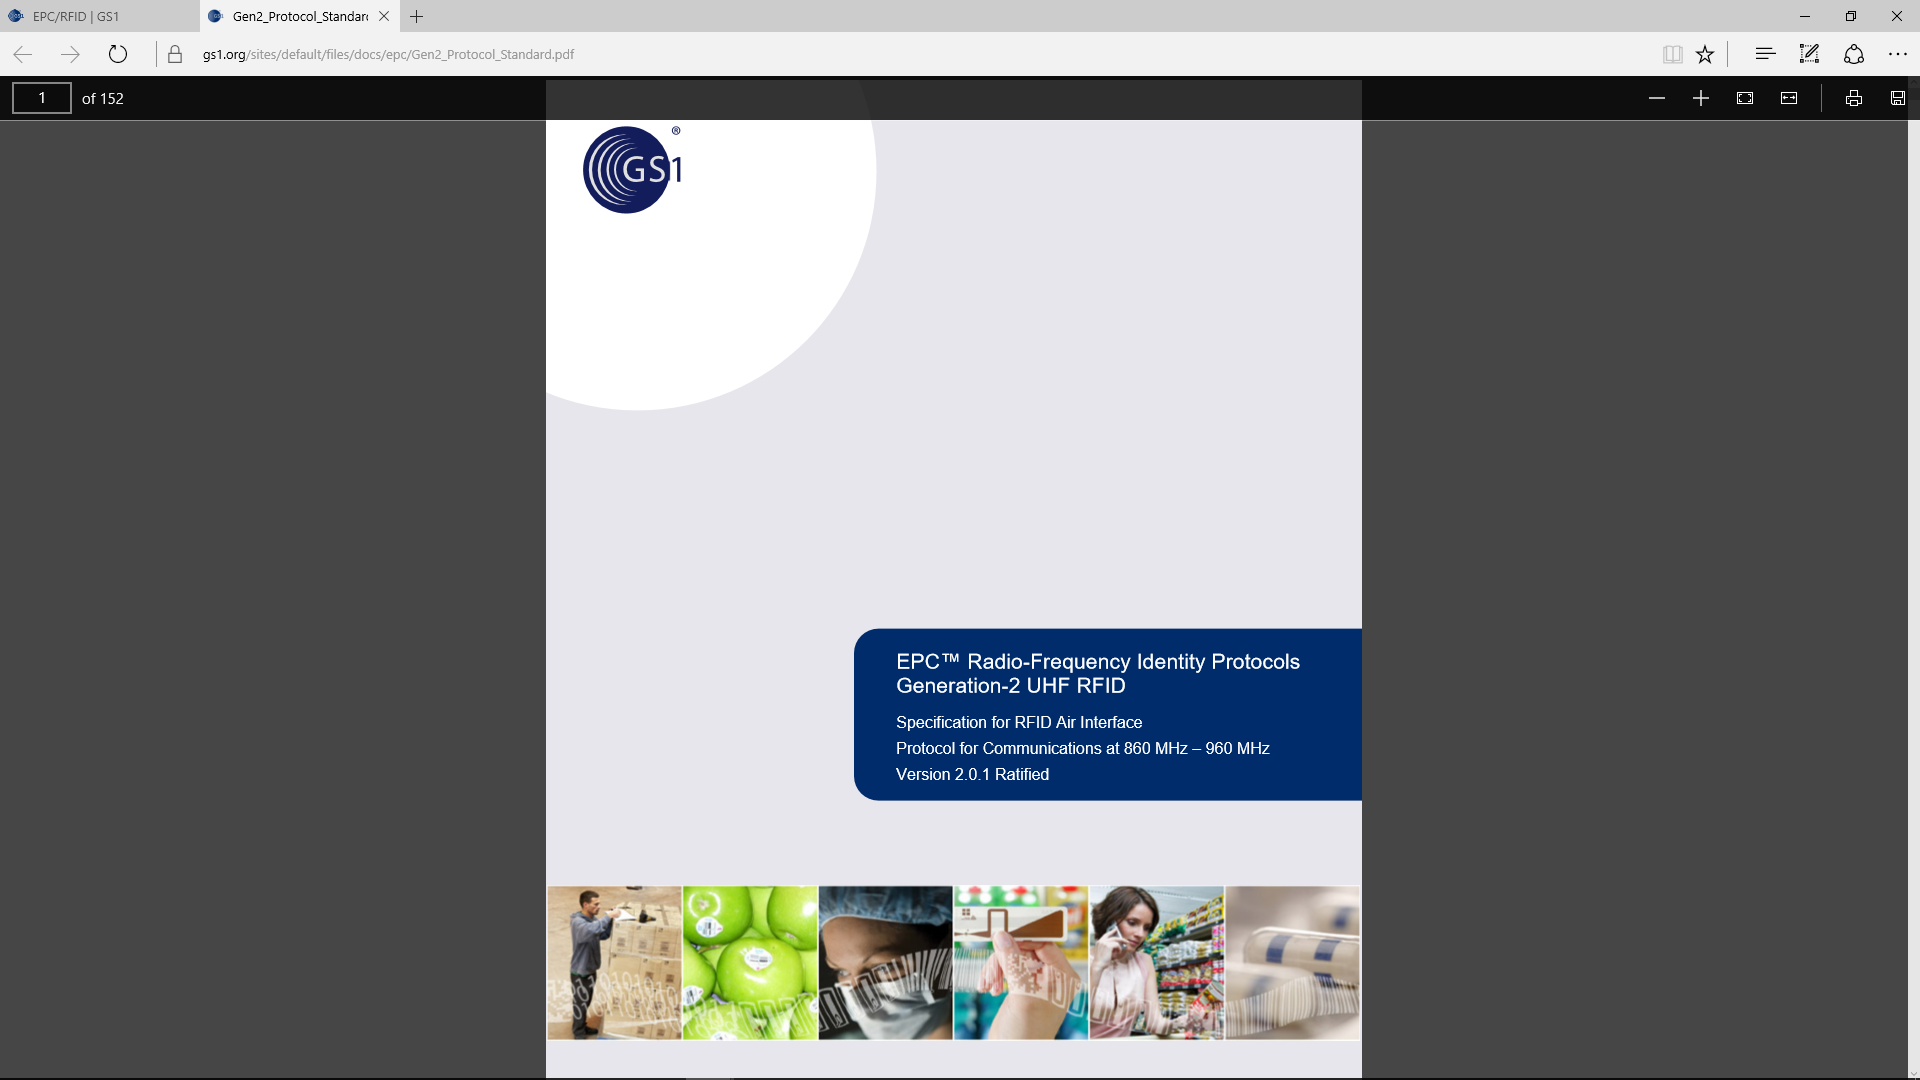 EPC/RFID | GS1
Gen2_Protocol_Standar
gs1.org/sites/default/files/docs/epc/Gen2_Protocol_Standard.pdf
1 of 152
GS1®
EPC™ Radio-Frequency Identity Protocols
Generation-2 UHF RFID
Specification for RFID Air Interface
Protocol for Communications at 860 MHz – 960 MHz
Version 2.0.1 Ratified